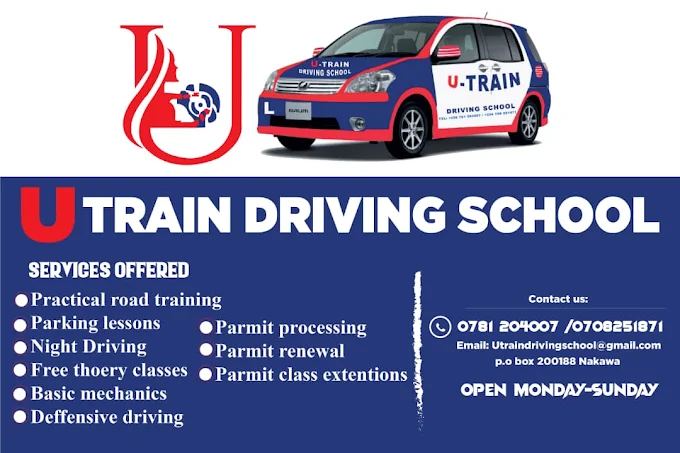 U
U-TRAIN
DRIVING SCHOOL
L
U-TRAIN
DRIVING SCHOOL
U TRAIN DRIVING SCHOOL
SERVICES OFFERED
Practical road training
Parking lessons
Night Driving
Free thoery classes
Basic mechanics
Deffensive driving
Parmit processing
Parmit renewal
Parmit class extentions
Contact us:
0781 204007 /0708251871
Email: Utraindrivingschool@gmail.com
p.o box 200188 Nakawa
OPEN MONDAY-SUNDAY